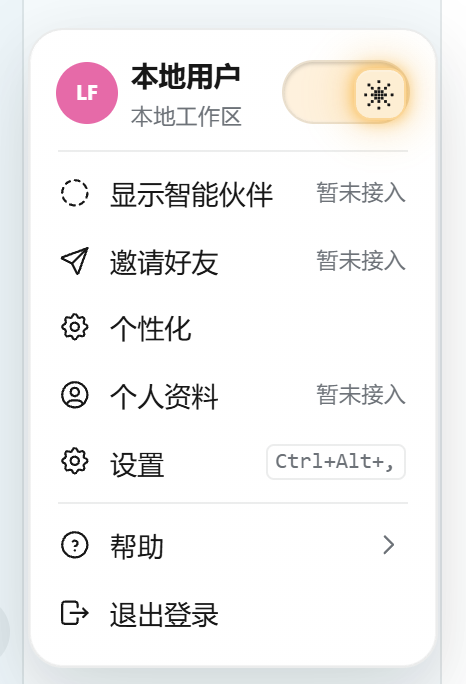 LF
本地用户
本地工作区
显示智能伙伴 暂未接入
邀请好友 暂未接入
个性化
个人资料 暂未接入
设置 Ctrl+Alt+,
帮助
退出登录